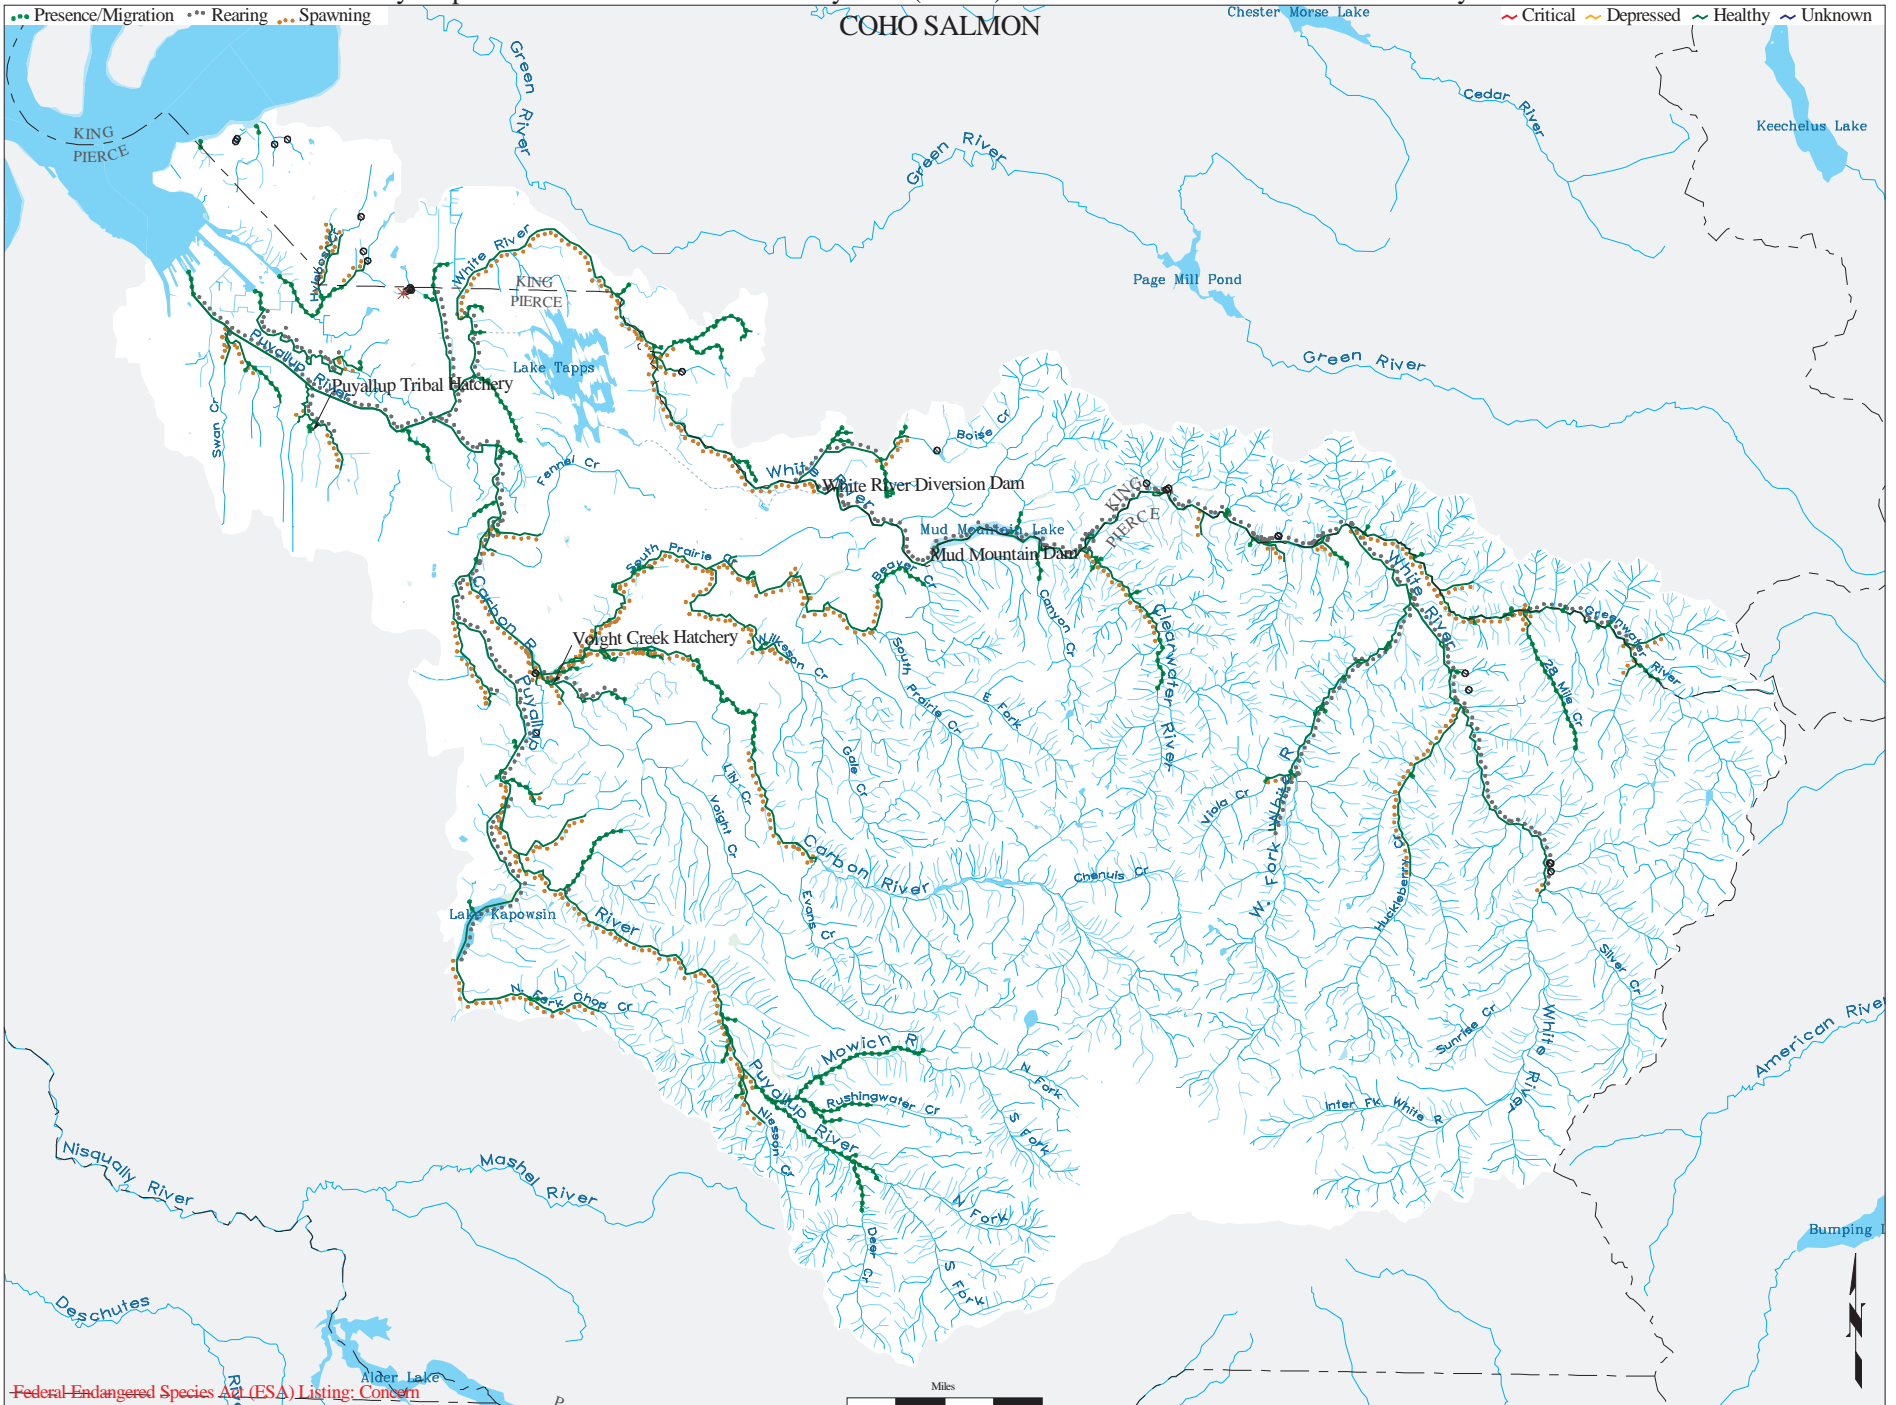 Presence/Migration Rearing Spawning
COHO SALMON
Critical Depressed Healthy Unknown
Chester Morse Lake
Green River
Cedar River
Keechelus Lake
KING
PIERCE
Green River
Page Mill Pond
Green River
Hylebos Cr
White River
KING
PIERCE
Lake Tapps
Puyallup River
Puyallup Tribal Hatchery
Swan Cr
Fennel Cr
Boise Cr
White River
White River Diversion Dam
KING
PIERCE
Mud Mountain Lake
Mud Mountain Dam
South Prairie Cr
Beaver Cr
Carbon R
Canyon Cr
Clearwater River
White River
Greenwater River
28 Mile Cr
Voight Creek Hatchery
Wilkeson Cr
South Prairie Cr
E Fork
Puyallup
Gale Cr
Lily Cr
Voight Cr
Viola Cr
W. Fork White R
Carbon River
Chenuis Cr
Evans Cr
Huckleberry Cr
Lake Kapowsin
River
Silver Cr
N. Fork Ohop Cr
Sunrise Cr
White River
American River
Mowich R
Puyallup River
Rushingwater Cr
N Fork
S Fork
Inter Fk White R
Niesson Cr
Nisqually River
Mashel River
N Fork
S Fork
Deer Cr
Bumping L
Deschutes
Riv
Alder Lake
Federal Endangered Species Act (ESA) Listing: Concern
Miles
N